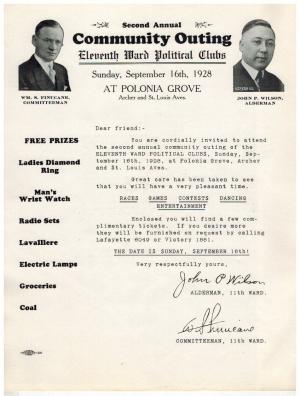 Second Annual
Community Outing
Eleventh Ward Political Clubs
Sunday, September 16th, 1928
AT POLONIA GROVE
Archer and St. Louis Aves.
WM. S. FINUCANE,
COMMITTEEMAN
JOHN P. WILSON,
ALDERMAN
Dear friend:-
You are cordially invited to attend
the second annual community outing of the
ELEVENTH WARD POLITICAL CLUBS, Sunday, Sep-
tember 16th, 1928, at Polonia Grove, Archer
and St. Louis Aves.
Great care has been taken to see
that you will have a very pleasant time.
RACES GAMES CONTESTS DANCING
ENTERTAINMENT
Enclosed you will find a few com-
plimentary tickets. If you desire more
they will be furnished on request by calling
Lafayette 6049 or Victory 1881.
THE DATE IS SUNDAY, SEPTEMBER 16th!
Very respectfully yours,
John P Wilson
ALDERMAN, 11th WARD.
W S Finucane
COMMITTEEMAN, 11th WARD.
FREE PRIZES
Ladies Diamond
Ring
Man's
Wrist Watch
Radio Sets
Lavalliere
Electric Lamps
Groceries
Coal